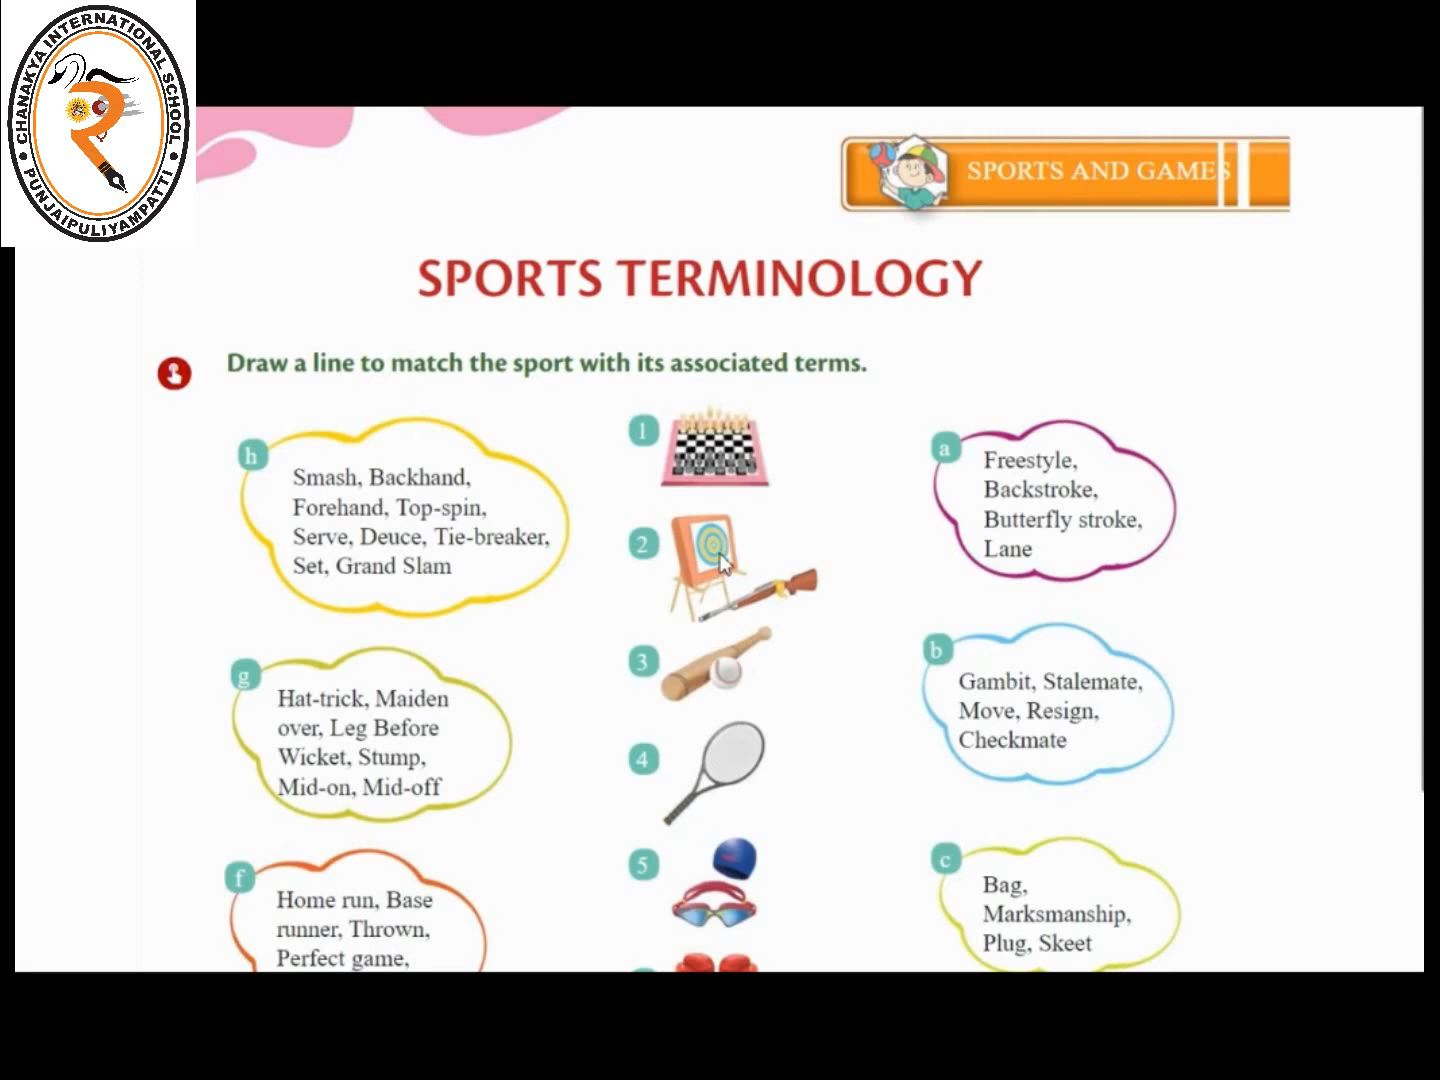 CHANAKYA INTERNATIONAL SCHOOL
PUNJAIPULIYAMPATTI
SPORTS AND GAMES
SPORTS TERMINOLOGY
Draw a line to match the sport with its associated terms.
h
Smash, Backhand,
Forehand, Top-spin,
Serve, Deuce, Tie-breaker,
Set, Grand Slam
g
Hat-trick, Maiden
over, Leg Before
Wicket, Stump,
Mid-on, Mid-off
f
Home run, Base
runner, Thrown,
Perfect game,
1
2
3
4
5
a
Freestyle,
Backstroke,
Butterfly stroke,
Lane
b
Gambit, Stalemate,
Move, Resign,
Checkmate
c
Bag,
Marksmanship,
Plug, Skeet